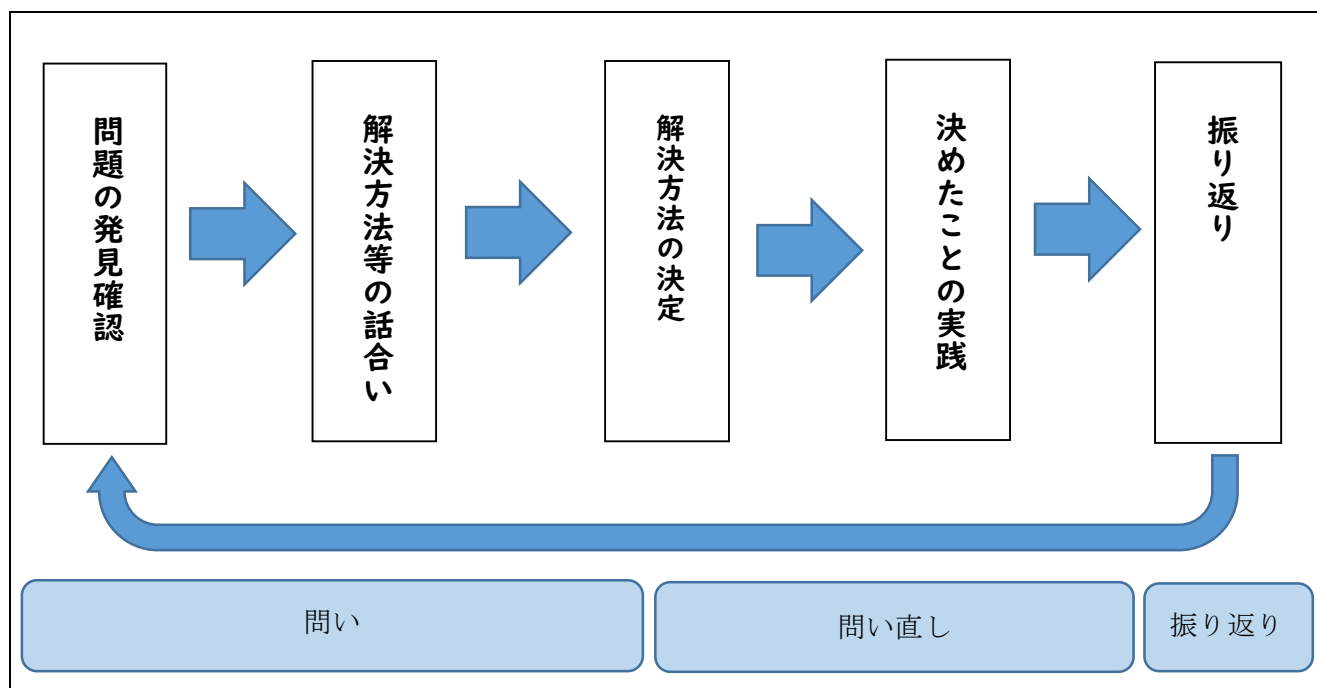 問題の発見確認
解決方法等の話合い
解決方法の決定
決めたことの実践
振り返り
問い
問い直し
振り返り